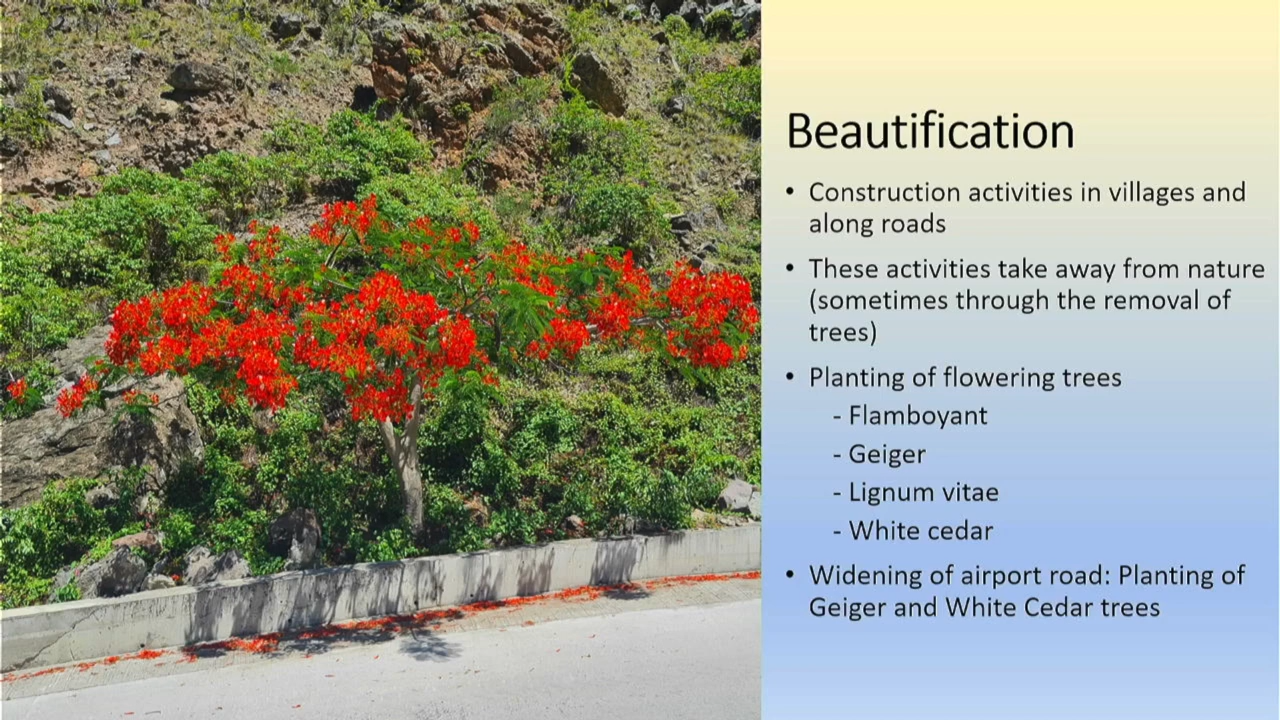 Beautification
• Construction activities in villages and
along roads
• These activities take away from nature
(sometimes through the removal of
trees)
• Planting of flowering trees
- Flamboyant
- Geiger
- Lignum vitae
- White cedar
• Widening of airport road: Planting of
Geiger and White Cedar trees